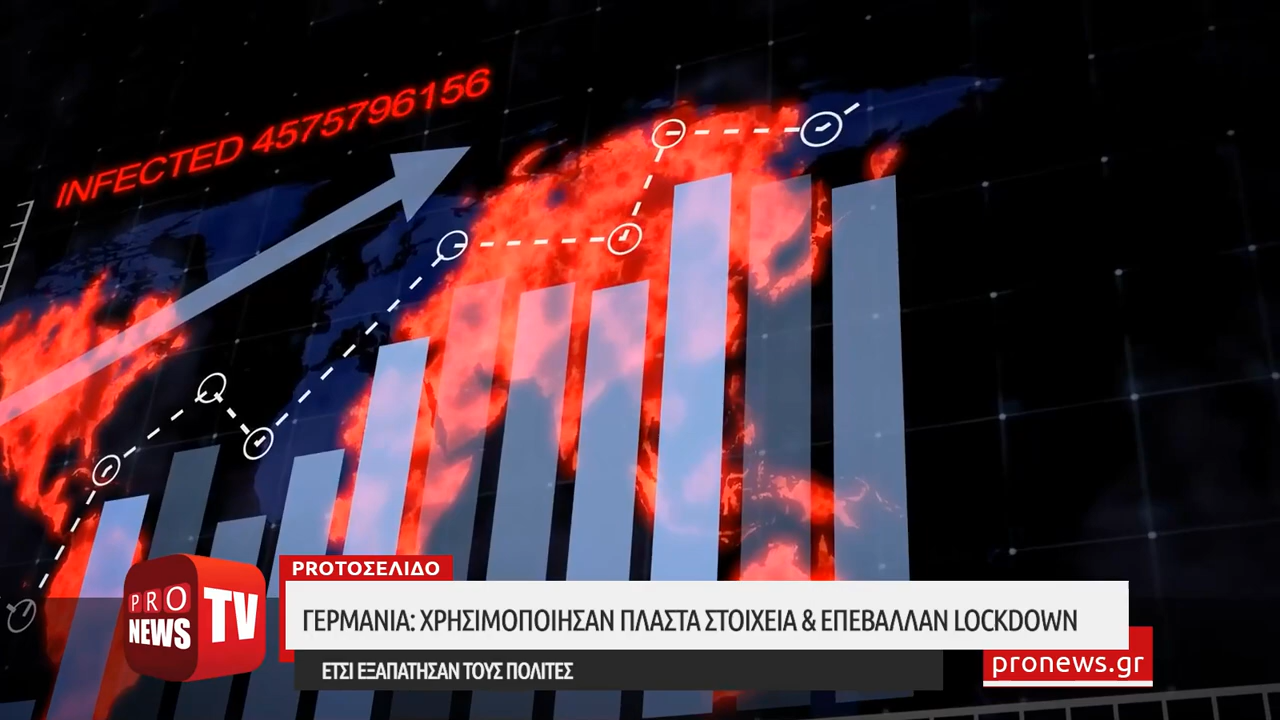 INFECTED 4575796156
PROTOΣΕΛΙΔΟ
PRO
NEWS
TV
ΓΕΡΜΑΝΙΑ: ΧΡΗΣΙΜΟΠΟΙΗΣΑΝ ΠΛΑΣΤΑ ΣΤΟΙΧΕΙΑ & ΕΠΕΒΑΛΛΑΝ LOCKDOWN
ΕΤΣΙ ΕΞΑΠΑΤΗΣΑΝ ΤΟΥΣ ΠΟΛΙΤΕΣ
pronews.gr